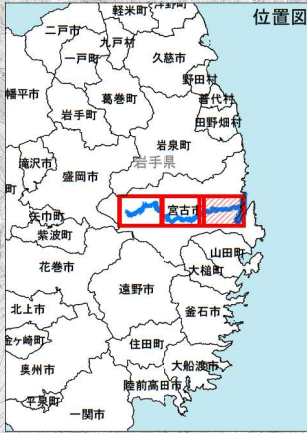 位置図
軽米町
洋野町
二戸市
九戸村
一戸町
久慈市
野田村
葛巻町
普代村
八幡平市
岩手町
田野畑村
岩泉町
滝沢市
岩手県
盛岡市
町
宮古市
矢巾町
紫波町
山田町
花巻市
大槌町
遠野市
釜石市
北上市
金ヶ崎町
住田町
奥州市
大船渡市
平泉町
陸前高田市
一関市